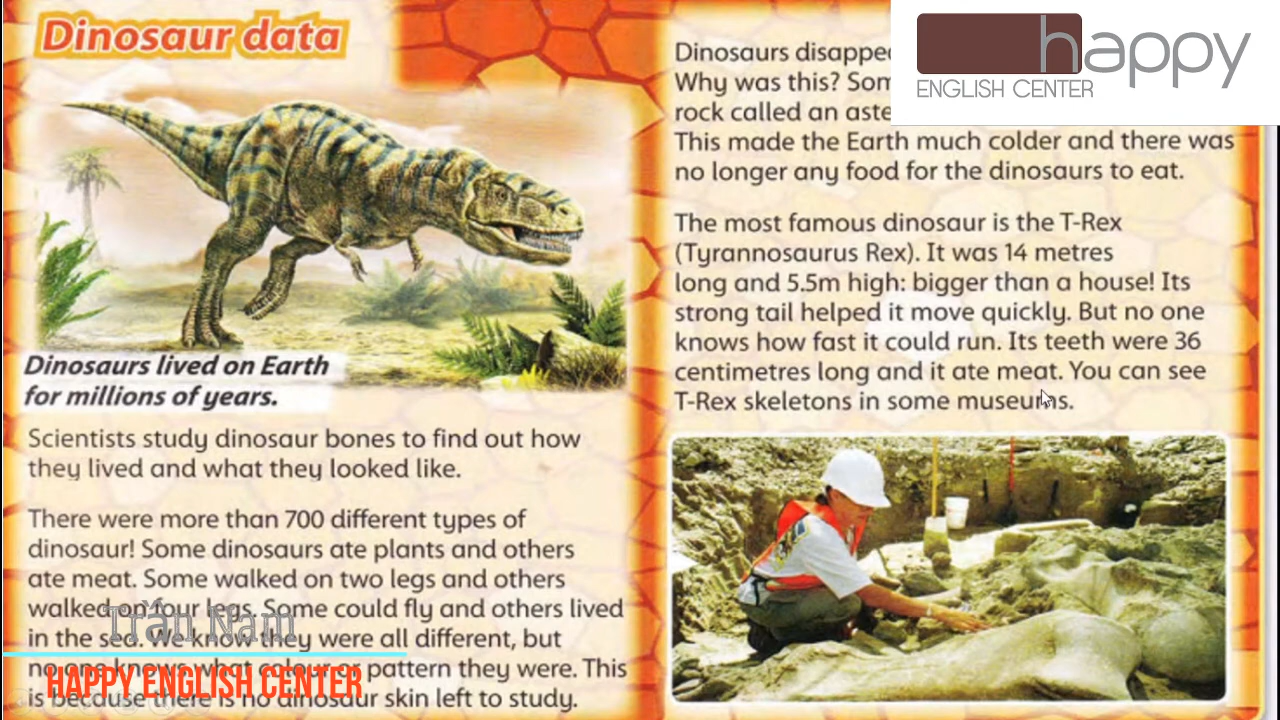 Dinosaur data
Dinosaurs lived on Earth
for millions of years.
Scientists study dinosaur bones to find out how
they lived and what they looked like.
There were more than 700 different types of
dinosaur! Some dinosaurs ate plants and others
ate meat. Some walked on two legs and others
walked on four legs. Some could fly and others lived
in the sea. We know they were all different, but
no one knows what colour or pattern they were. This
is because there is no dinosaur skin left to study.
Trần Nam
HAPPY ENGLISH CENTER
happy
ENGLISH CENTER
Dinosaurs
Why was this?
rock called an
This made the Earth much colder and there was
no longer any food for the dinosaurs to eat.
The most famous dinosaur is the T-Rex
(Tyrannosaurus Rex). It was 14 metres
long and 5.5m high: bigger than a house! Its
strong tail helped it move quickly. But no one
knows how fast it could run. Its teeth were 36
centimetres long and it ate meat. You can see
T-Rex skeletons in some museums.